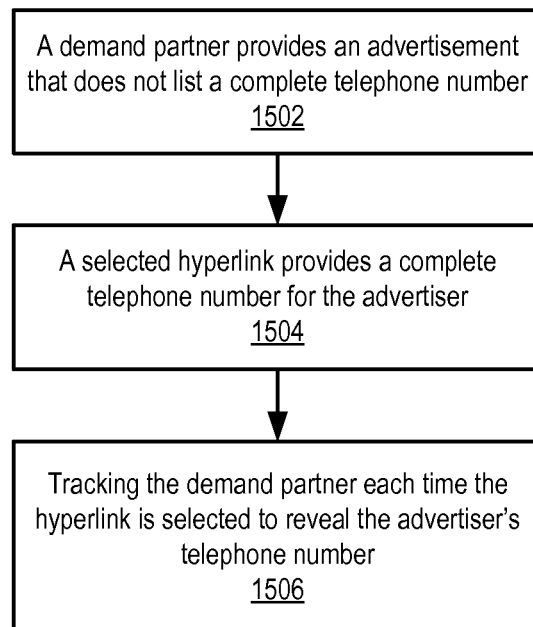 A demand partner provides an advertisement
that does not list a complete telephone number
1502
A selected hyperlink provides a complete
telephone number for the advertiser
1504
Tracking the demand partner each time the
hyperlink is selected to reveal the advertiser’s
telephone number
1506